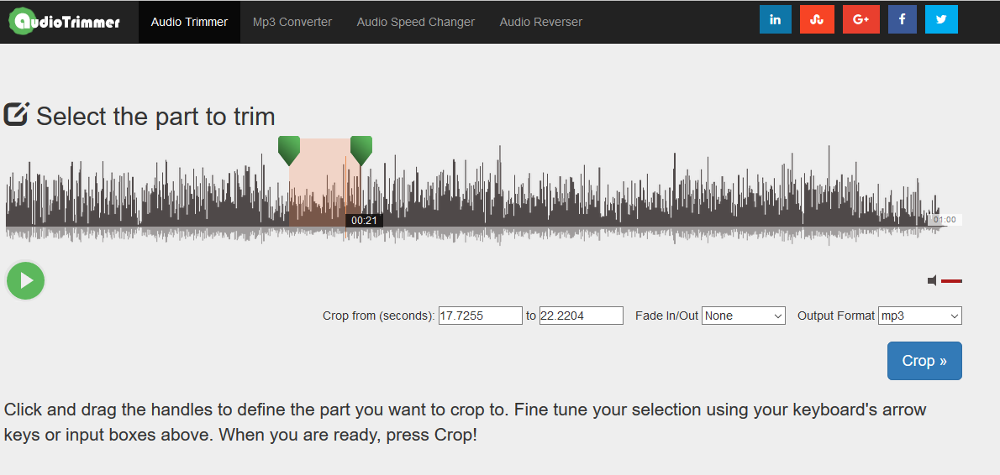 audioTrimmer Audio Trimmer Mp3 Converter Audio Speed Changer Audio Reverser in G+ f
Select the part to trim
00:21
01:00
Crop from (seconds): 17.7255 to 22.2204 Fade In/Out None Output Format mp3
Crop »
Click and drag the handles to define the part you want to crop to. Fine tune your selection using your keyboard's arrow
keys or input boxes above. When you are ready, press Crop!